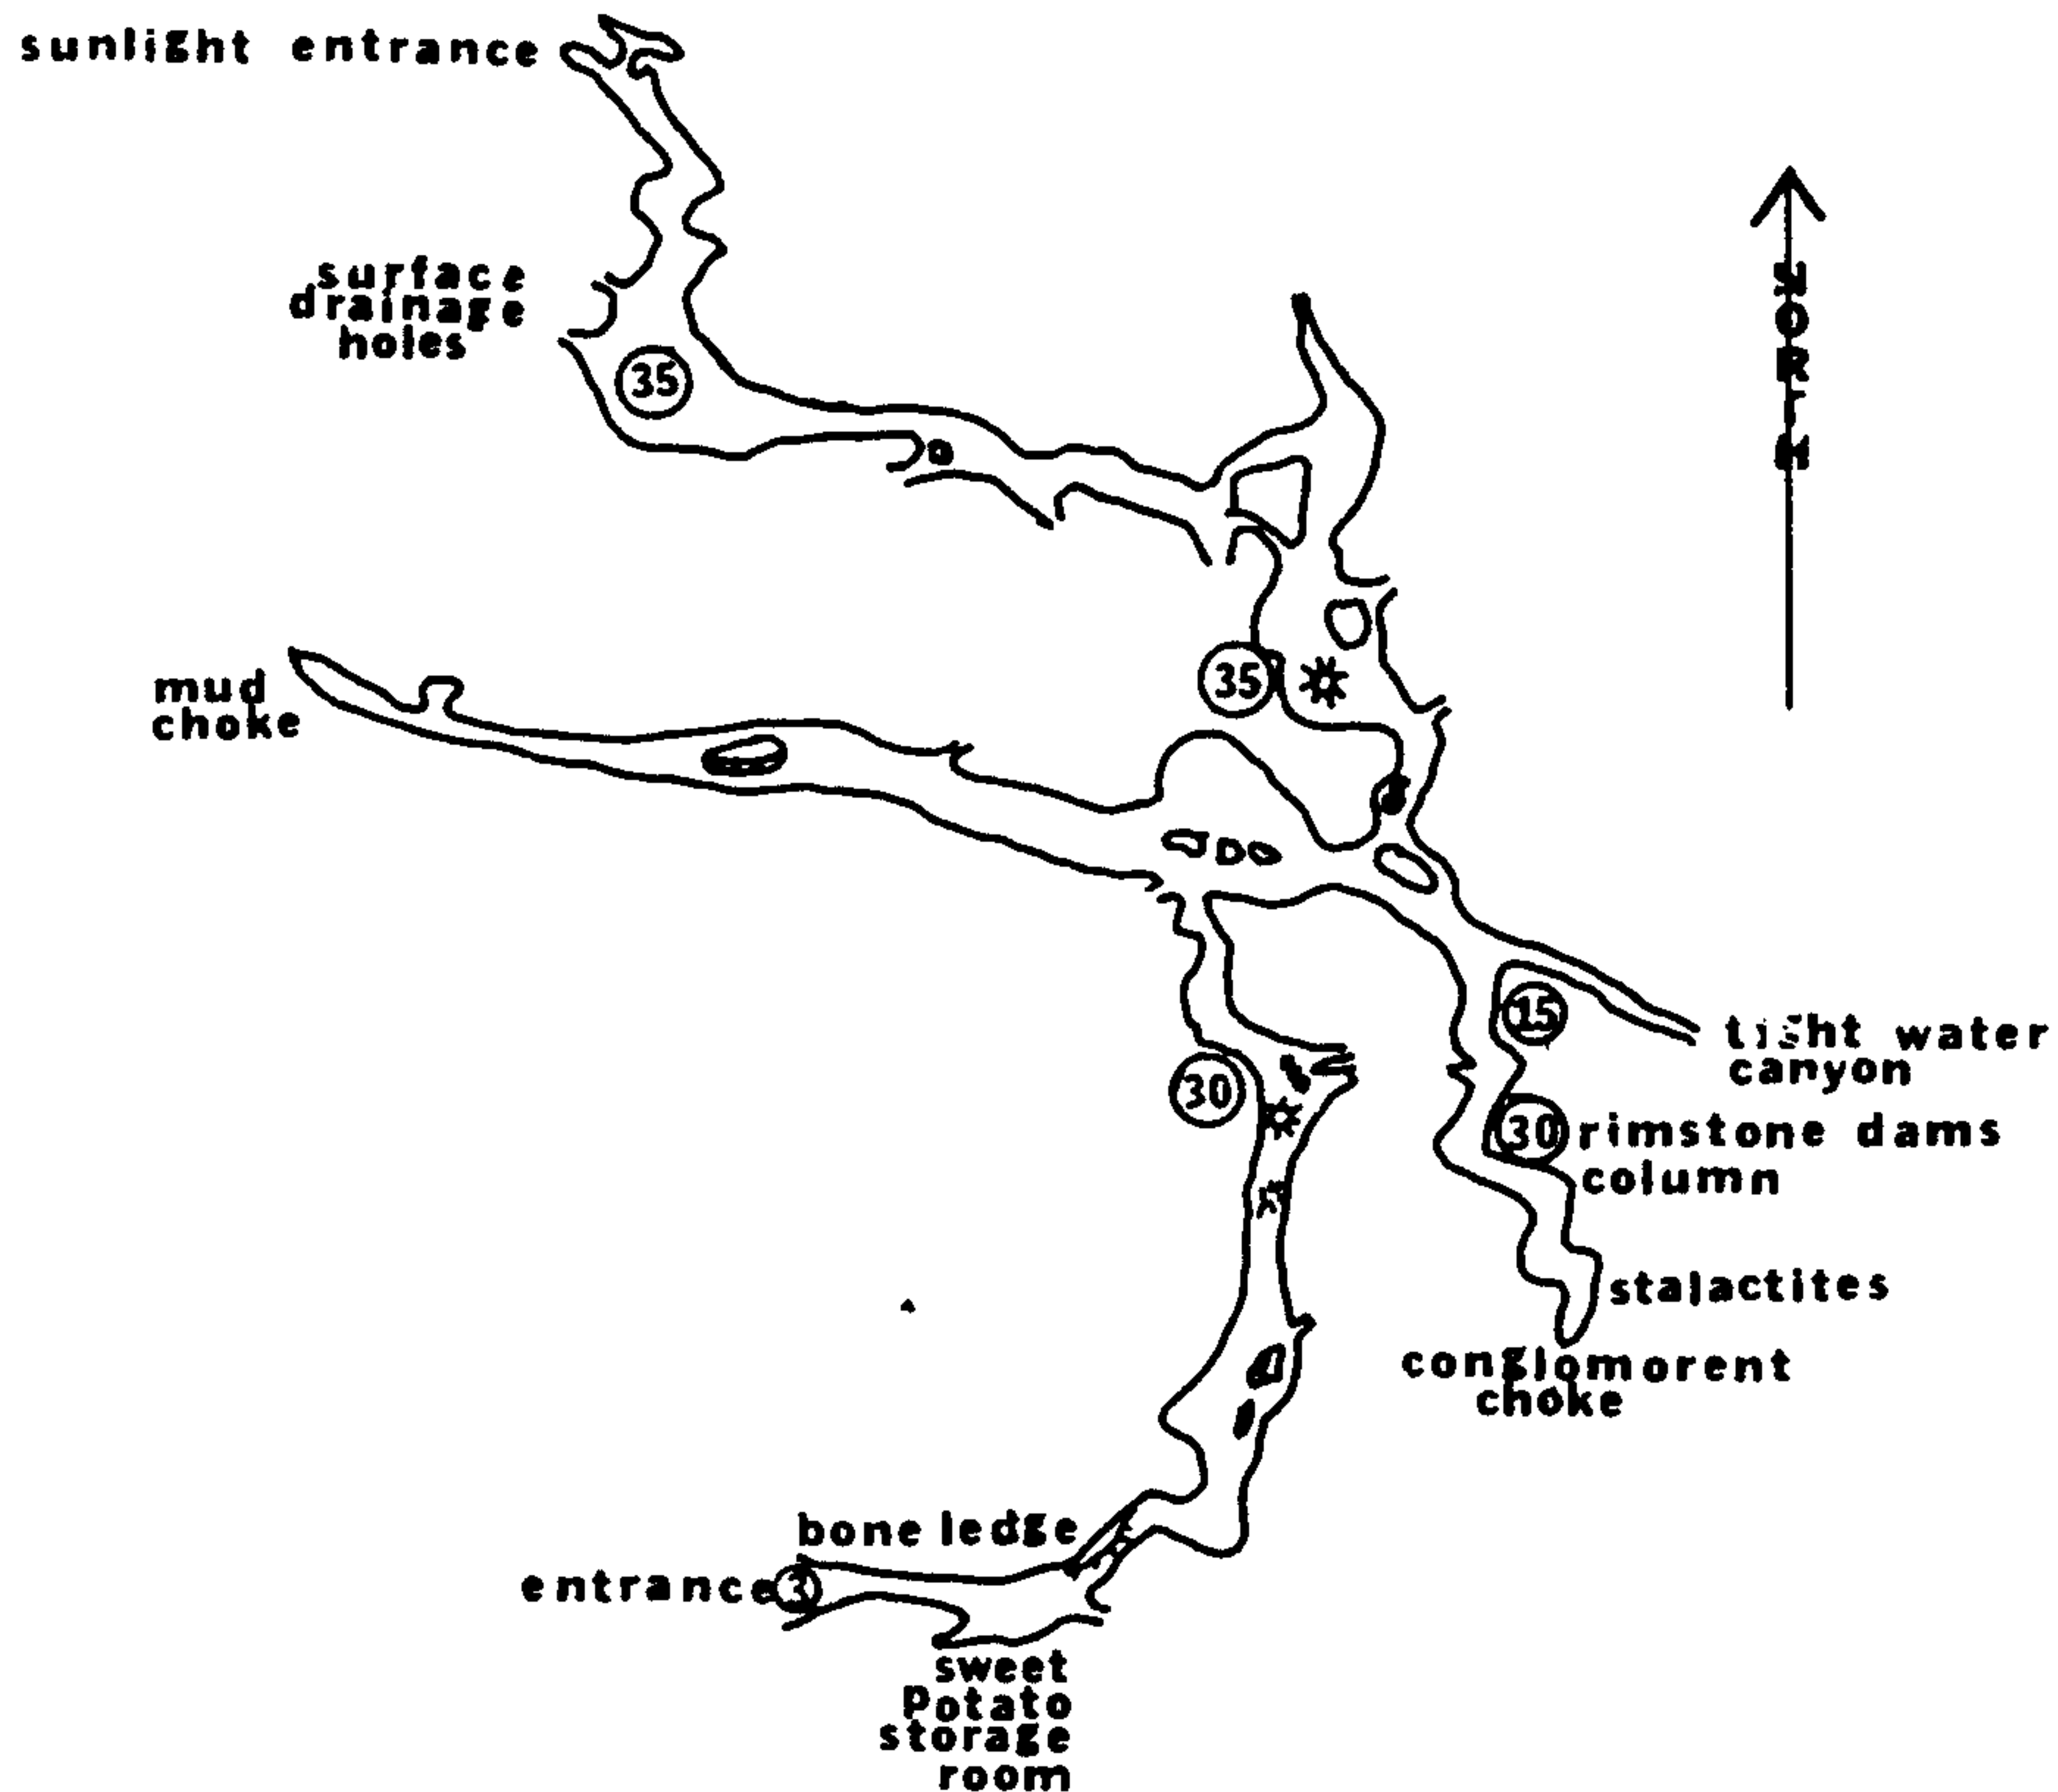 sunlight entrance
surface
drainage
holes
35
NORTH
35
mud
choke
15
tight water
canyon
30
30
rimstone dams
column
stalactites
conglomorent
choke
bone ledge
entrance
3
sweet
Potato
storage
room